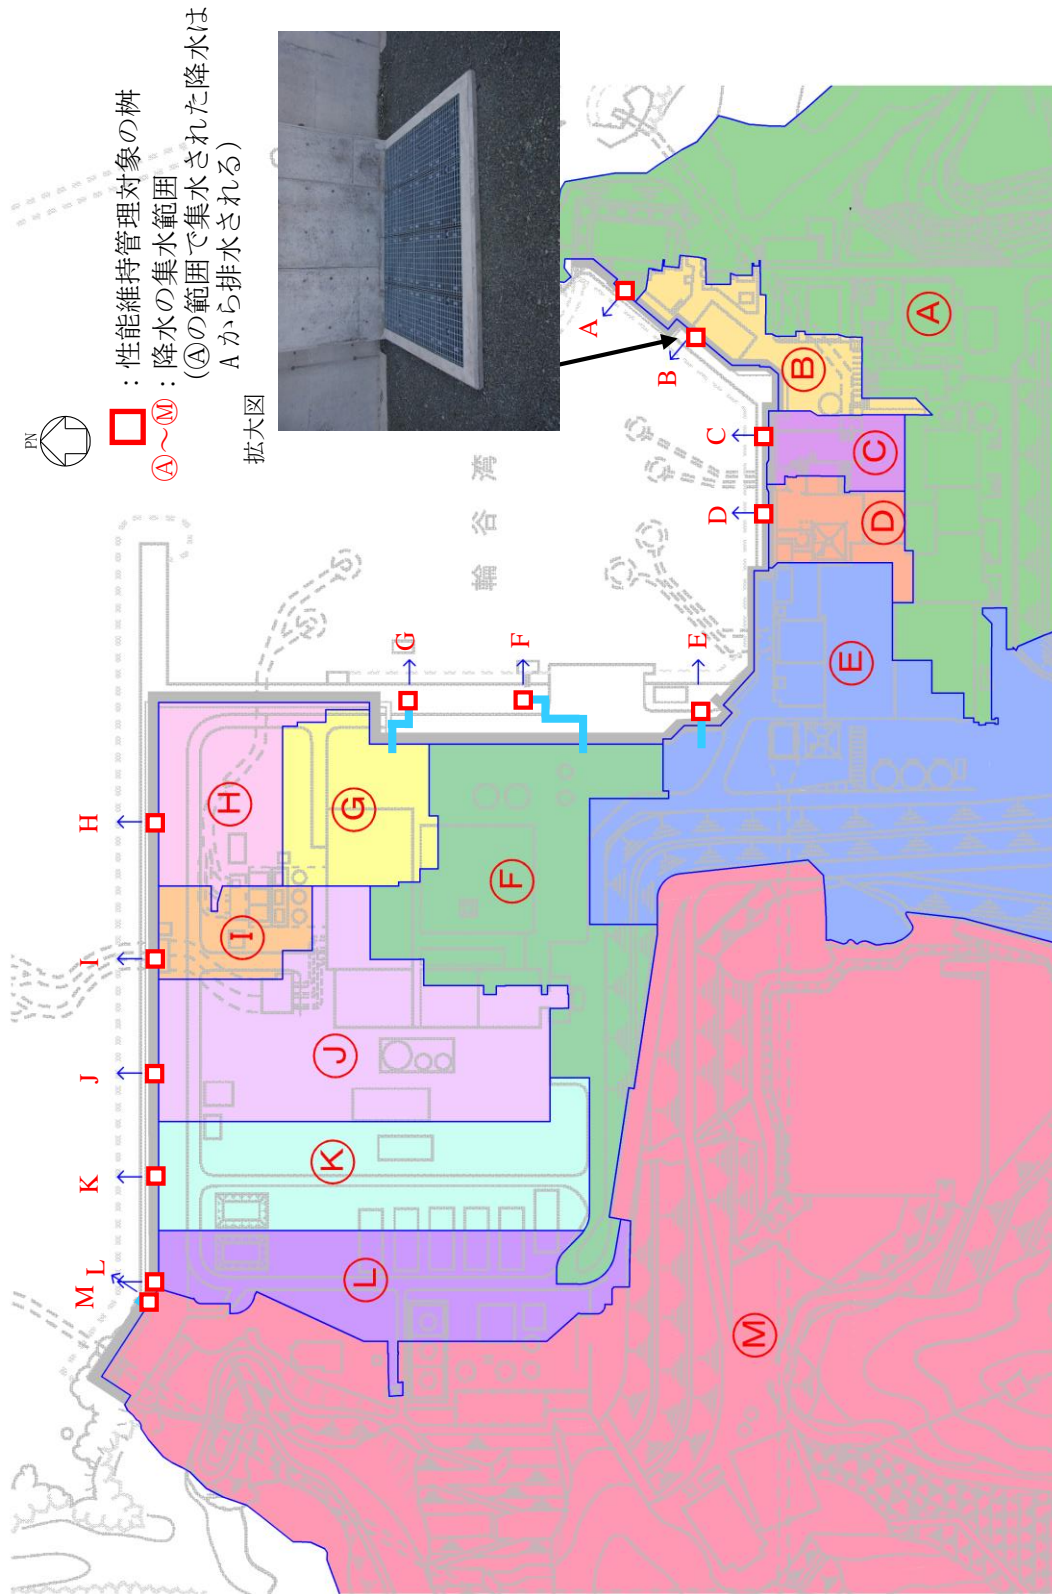 PN
□：性能維持管理対象の桝
Ⓐ～Ⓜ：降水の集水範囲
(Ⓐの範囲で集水された降水は
Aから排水される)
拡大図
輪谷湾
A
B
C
D
E
F
G
H
I
J
K
L
M
Ⓐ
Ⓑ
Ⓒ
Ⓓ
Ⓔ
Ⓕ
Ⓖ
Ⓗ
Ⓘ
Ⓙ
Ⓚ
Ⓛ
Ⓜ